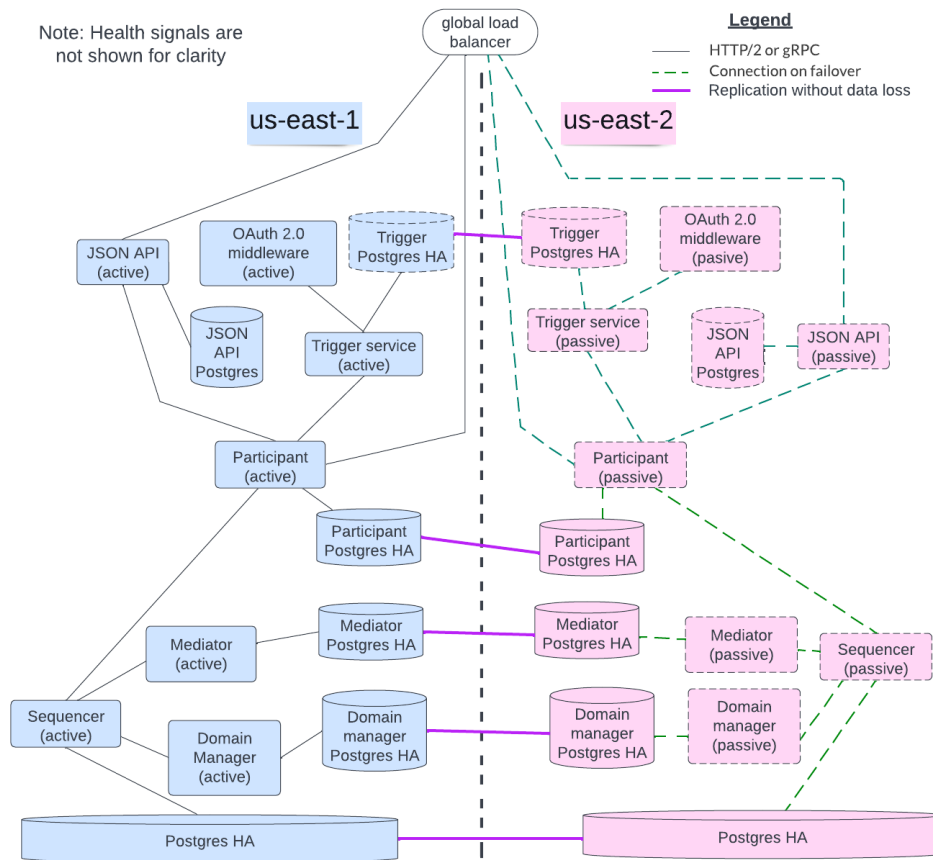 Note: Health signals are
not shown for clarity
global load
balancer
Legend
HTTP/2 or gRPC
Connection on failover
Replication without data loss
us-east-1
us-east-2
JSON API
(active)
OAuth 2.0
middleware
(active)
Trigger
Postgres HA
Trigger
Postgres HA
OAuth 2.0
middleware
(pasive)
JSON
API
Postgres
Trigger service
(active)
Trigger service
(passive)
JSON
API
Postgres
JSON API
(passive)
Participant
(active)
Participant
(passive)
Participant
Postgres HA
Participant
Postgres HA
Mediator
(active)
Mediator
Postgres HA
Mediator
Postgres HA
Mediator
(passive)
Sequencer
(passive)
Sequencer
(active)
Domain
Manager
(active)
Domain
manager
Postgres HA
Domain
manager
Postgres HA
Domain
manager
(passive)
Postgres HA
Postgres HA